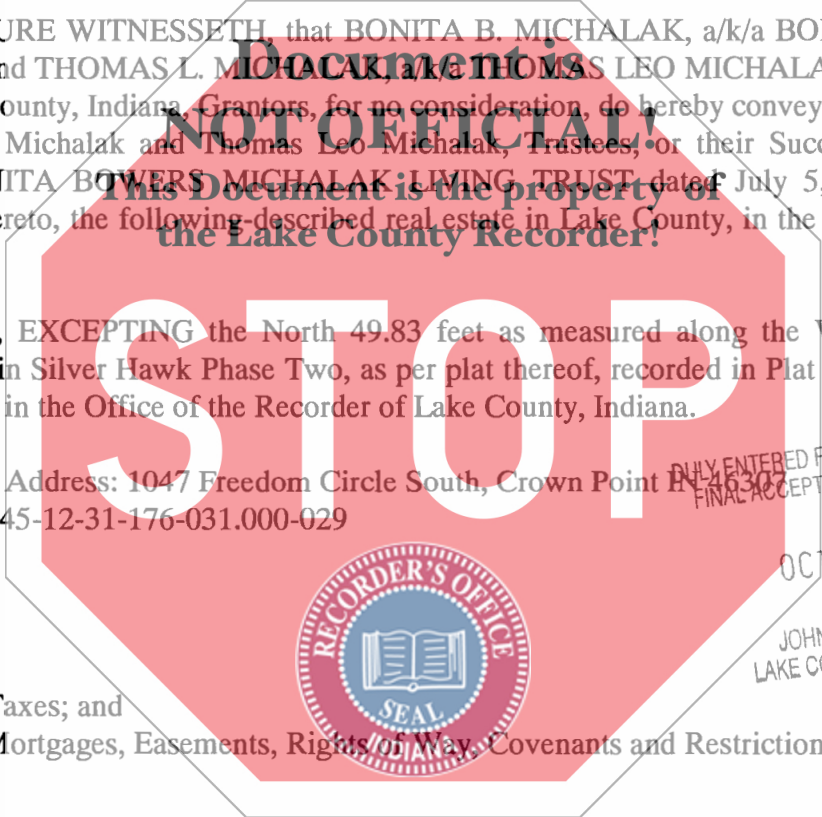 URE WITNESSETH, that BONITA B. MICHALAK, a/k/a BO
Document is
nd THOMAS L. MICHALAK, a/k/a THOMAS LEO MICHALA
ounty, Indiana, Grantors, for no consideration, do hereby convey
NOT OFFICIAL!
Michalak and Thomas Leo Michalak, Trustees, or their Succ
ITA BOWERS MICHALAK LIVING TRUST dated July 5,
This Document is the property of
reto, the following-described real estate in Lake County, in the
the Lake County Recorder!
, EXCEPTING the North 49.83 feet as measured along the
in Silver Hawk Phase Two, as per plat thereof, recorded in Plat
in the Office of the Recorder of Lake County, Indiana.
STOP
Address: 1047 Freedom Circle South, Crown Point IN 46307
DULY ENTERED F
FINAL ACCEPT
45-12-31-176-031.000-029
OCT
RECORDER'S OFFICE
SEAL
INDIANA
JOHN
LAKE CO
Taxes; and
Mortgages, Easements, Rights of Way, Covenants and Restriction